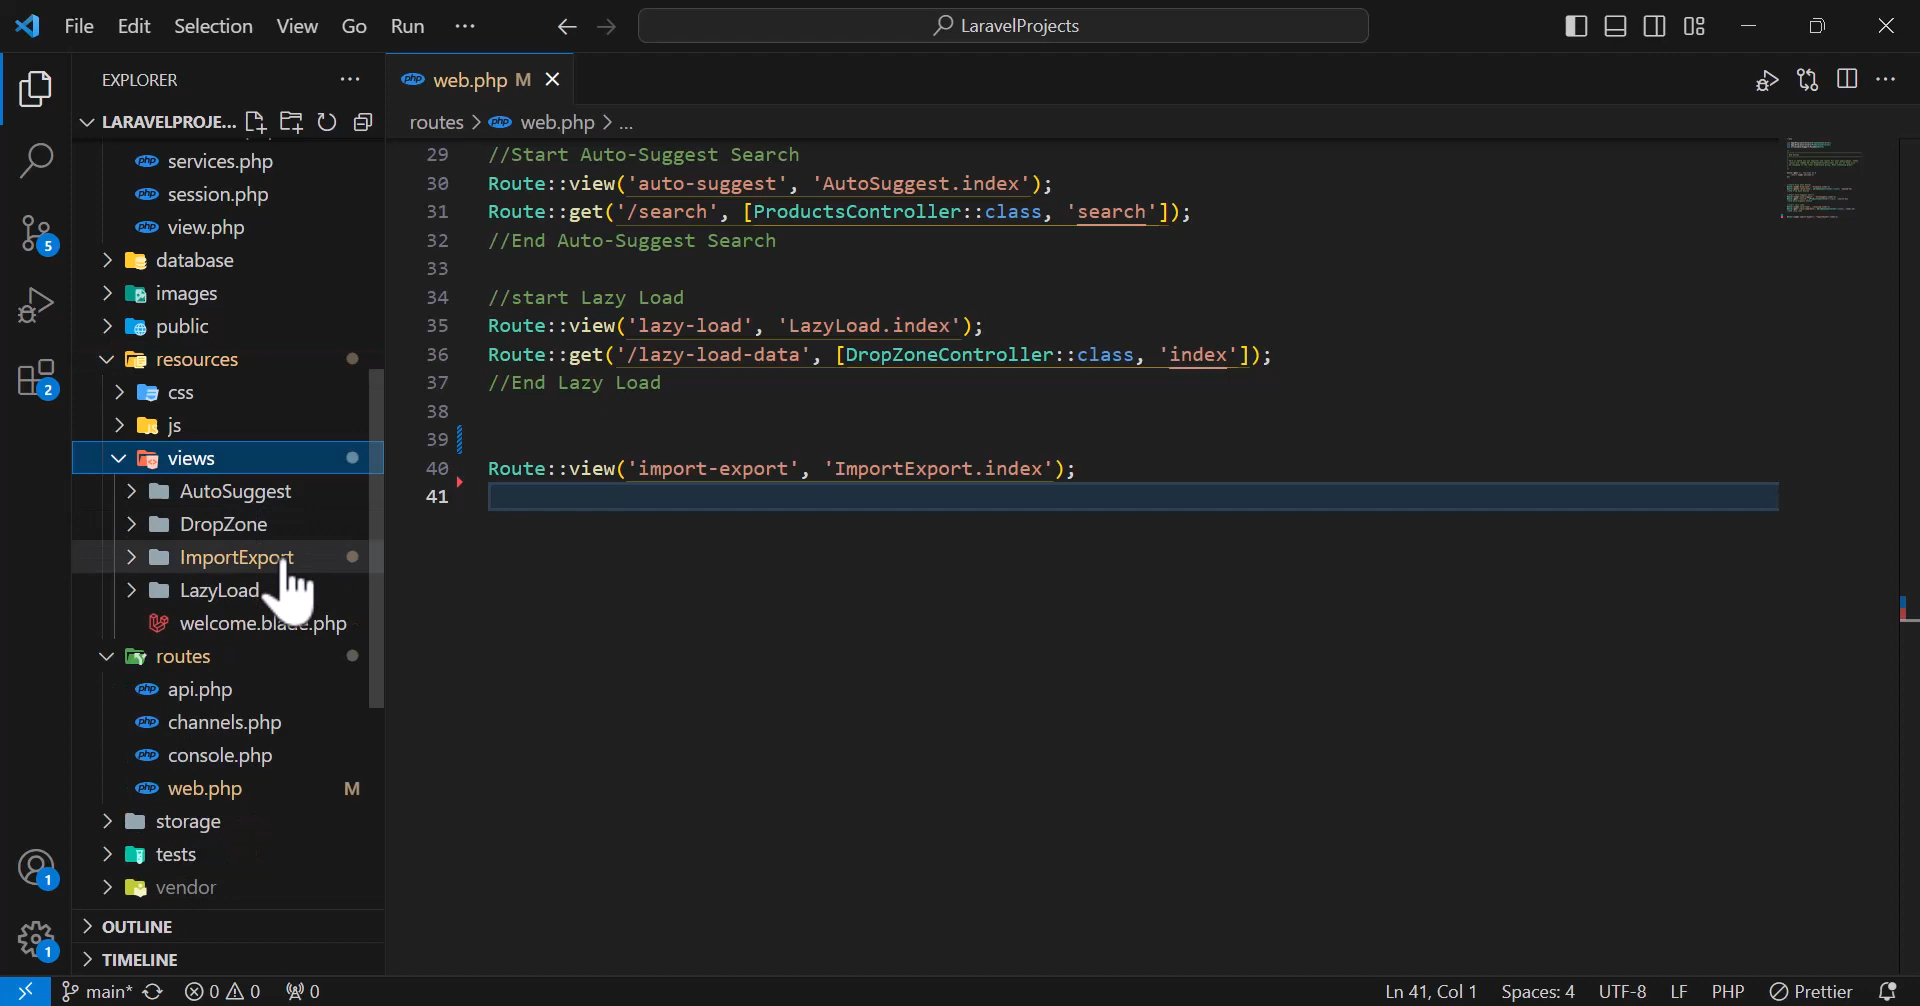 File Edit Selection View Go Run ···
LaravelProjects
EXPLORER ···
LARAVELPROJE...
services.php
session.php
view.php
database
images
public
resources
css
js
views
AutoSuggest
DropZone
ImportExport
LazyLoad
welcome.blade.php
routes
api.php
channels.php
console.php
web.php M
storage
tests
vendor
OUTLINE
TIMELINE
5
2
1
1
web.php M
routes > web.php > ...
29 //Start Auto-Suggest Search
30 Route::view('auto-suggest', 'AutoSuggest.index');
31 Route::get('/search', [ProductsController::class, 'search']);
32 //End Auto-Suggest Search
33
34 //start Lazy Load
35 Route::view('lazy-load', 'LazyLoad.index');
36 Route::get('/lazy-load-data', [DropZoneController::class, 'index']);
37 //End Lazy Load
38
39
40 Route::view('import-export', 'ImportExport.index');
41
main* 0 0 0 Ln 41, Col 1 Spaces: 4 UTF-8 LF PHP Prettier